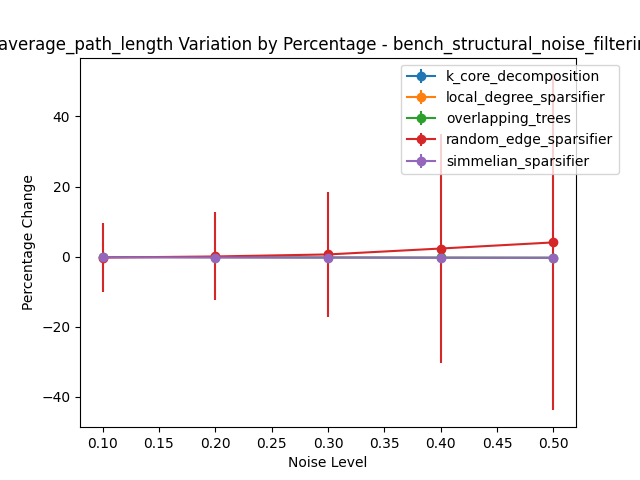 average_path_length Variation by Percentage - bench_structural_noise_filterin
k_core_decomposition
local_degree_sparsifier
overlapping_trees
random_edge_sparsifier
simmelian_sparsifier
Percentage Change
40
20
0
−20
−40
0.10 0.15 0.20 0.25 0.30 0.35 0.40 0.45 0.50
Noise Level